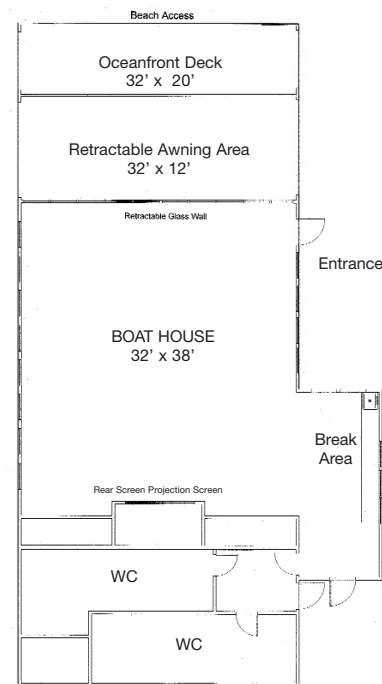 Beach Access
Oceanfront Deck
32’ x  20’
Retractable Awning Area
32’ x 12’
Retractable Glass Wall
Entrance
BOAT HOUSE
32’ x 38’
Break
Area
Rear Screen Projection Screen
WC
WC